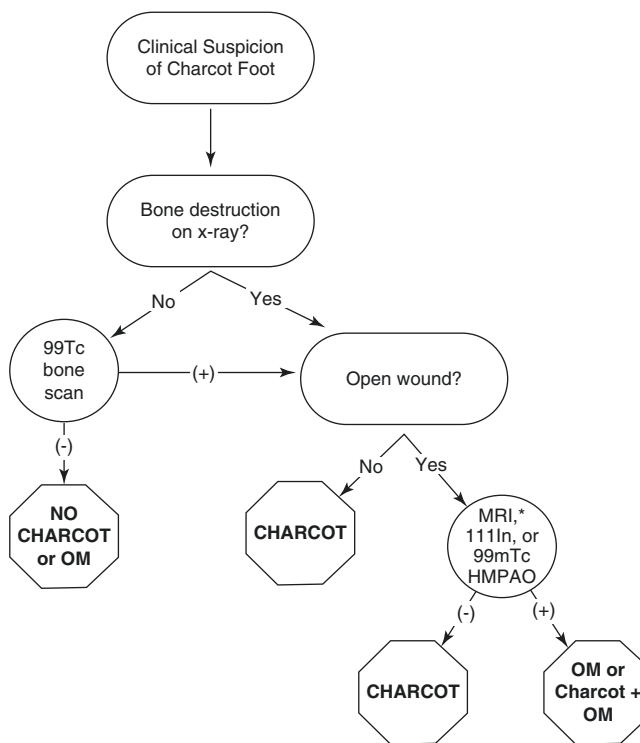 Clinical Suspicion
of Charcot Foot
Bone destruction
on x-ray?
No
Yes
99Tc
bone
scan
(+)
Open wound?
(-)
NO
CHARCOT
or OM
No
Yes
CHARCOT
MRI,*
111In, or
99mTc
HMPAO
(-)
(+)
CHARCOT
OM or
Charcot +
OM